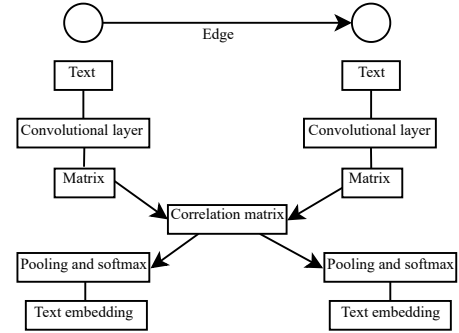 Edge
Text
Text
Convolutional layer
Convolutional layer
Matrix
Matrix
Correlation matrix
Pooling and softmax
Pooling and softmax
Text embedding
Text embedding